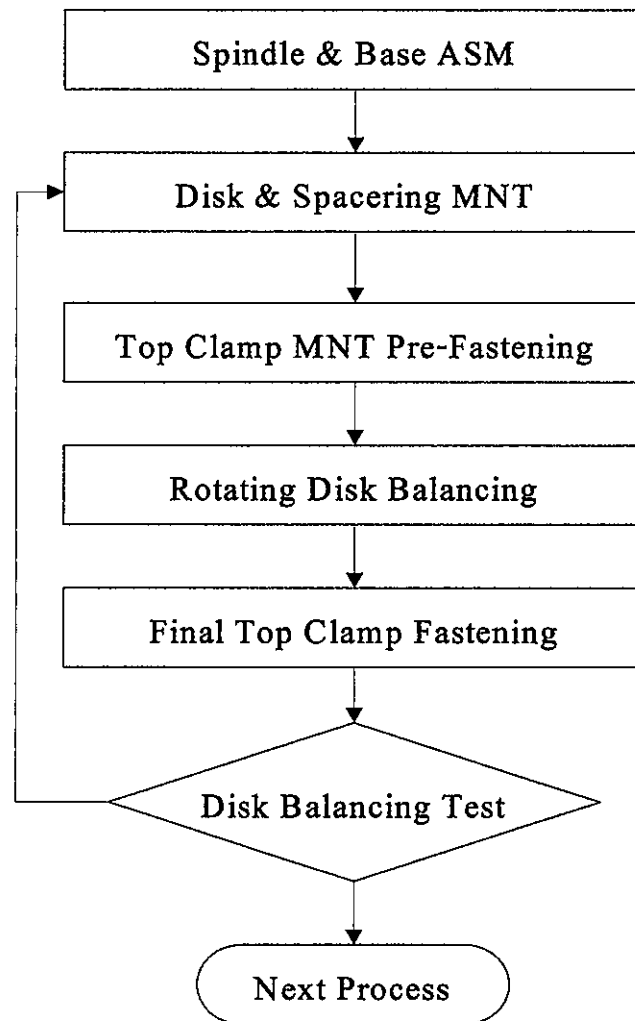 Spindle & Base ASM
Disk & Spacering MNT
Top Clamp MNT Pre-Fastening
Rotating Disk Balancing
Final Top Clamp Fastening
Disk Balancing Test
Next Process